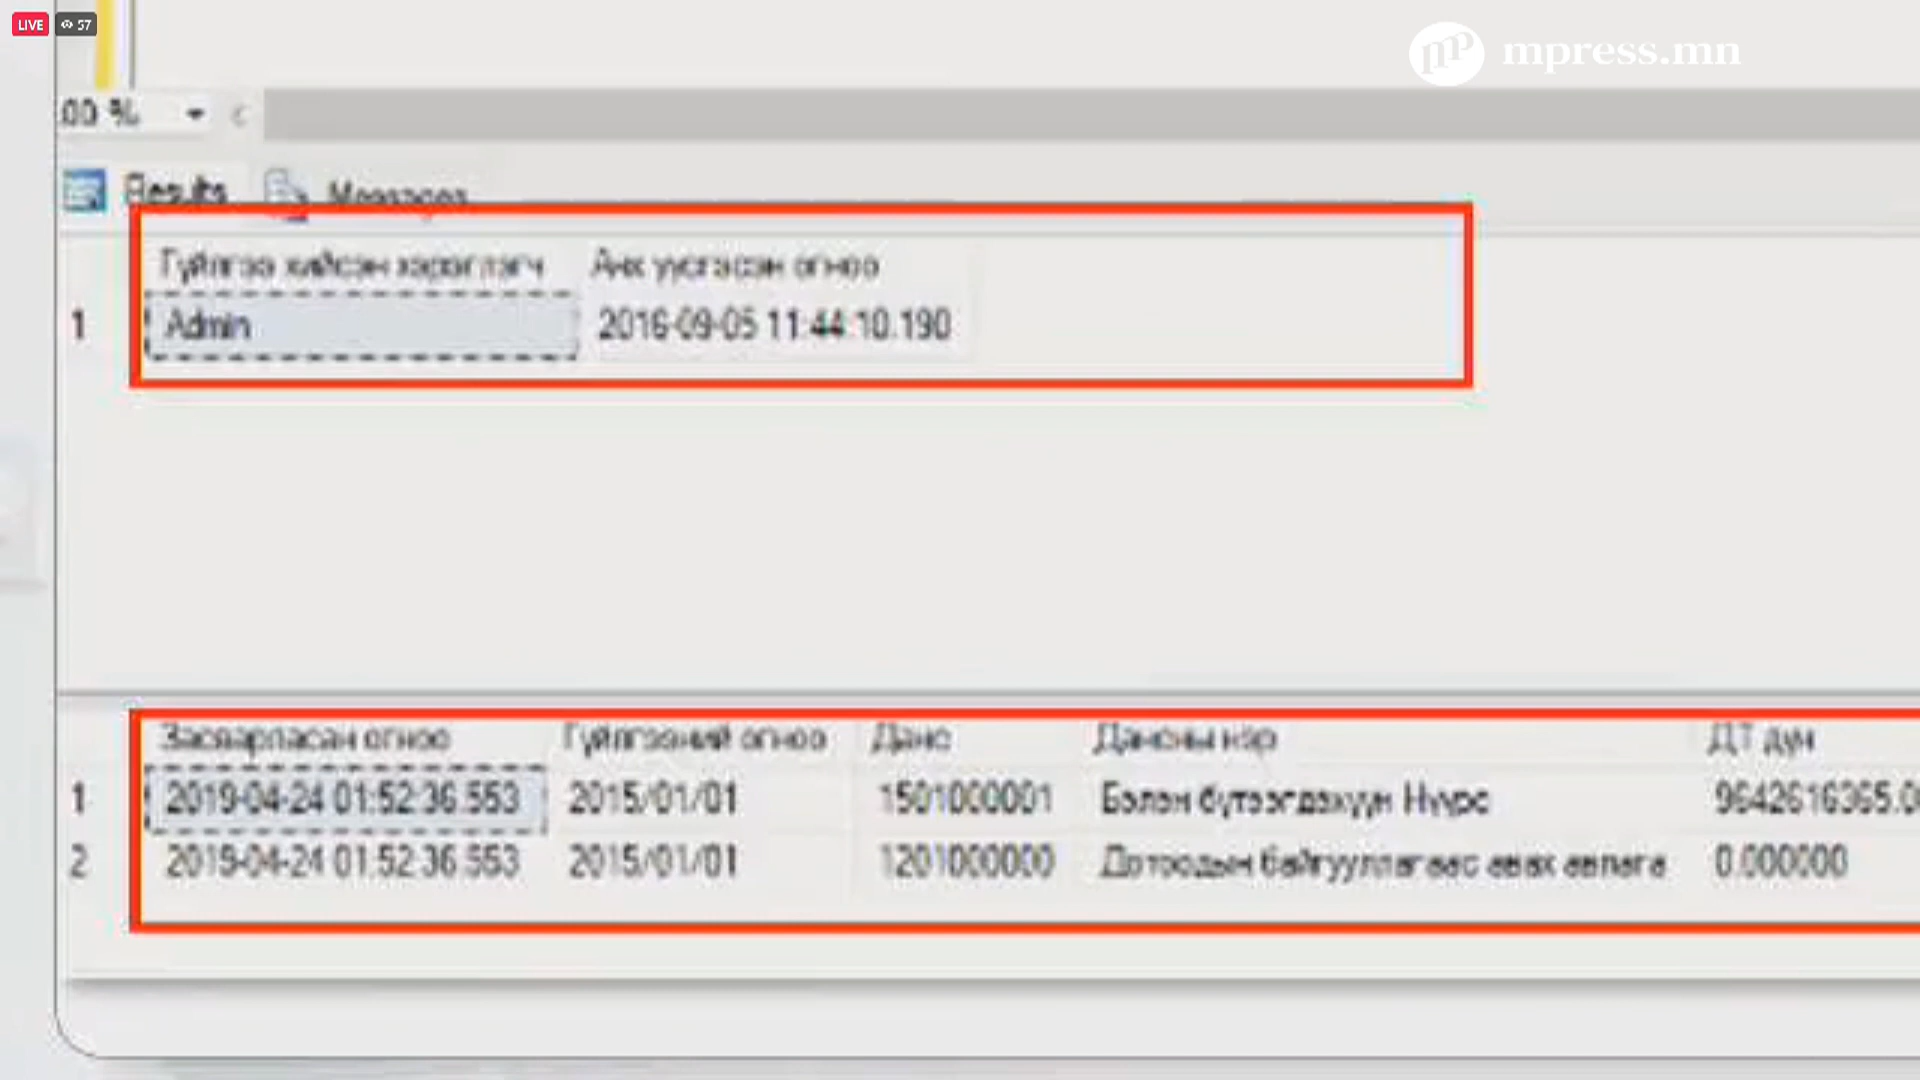 LIVE 57
mpress.mn
00 %
Results Messages
Гүйлгээ хийсэн хэрэглэгч Анх үүсгэсэн огноо
1 Admin 2016-09-05 11:44:10.190
Засварласан огноо Гүйлгээний огноо Данс Дансны нэр ДТ дүн
1 2019-04-24 01:52:36.553 2015/01/01 1501000001 Бэлэн бүтээгдэхүүн Нүүрс 9642616365.0
2 2019-04-24 01:52:36.553 2015/01/01 1201000000 Дотоодын байгууллагаас авах авлага 0.000000